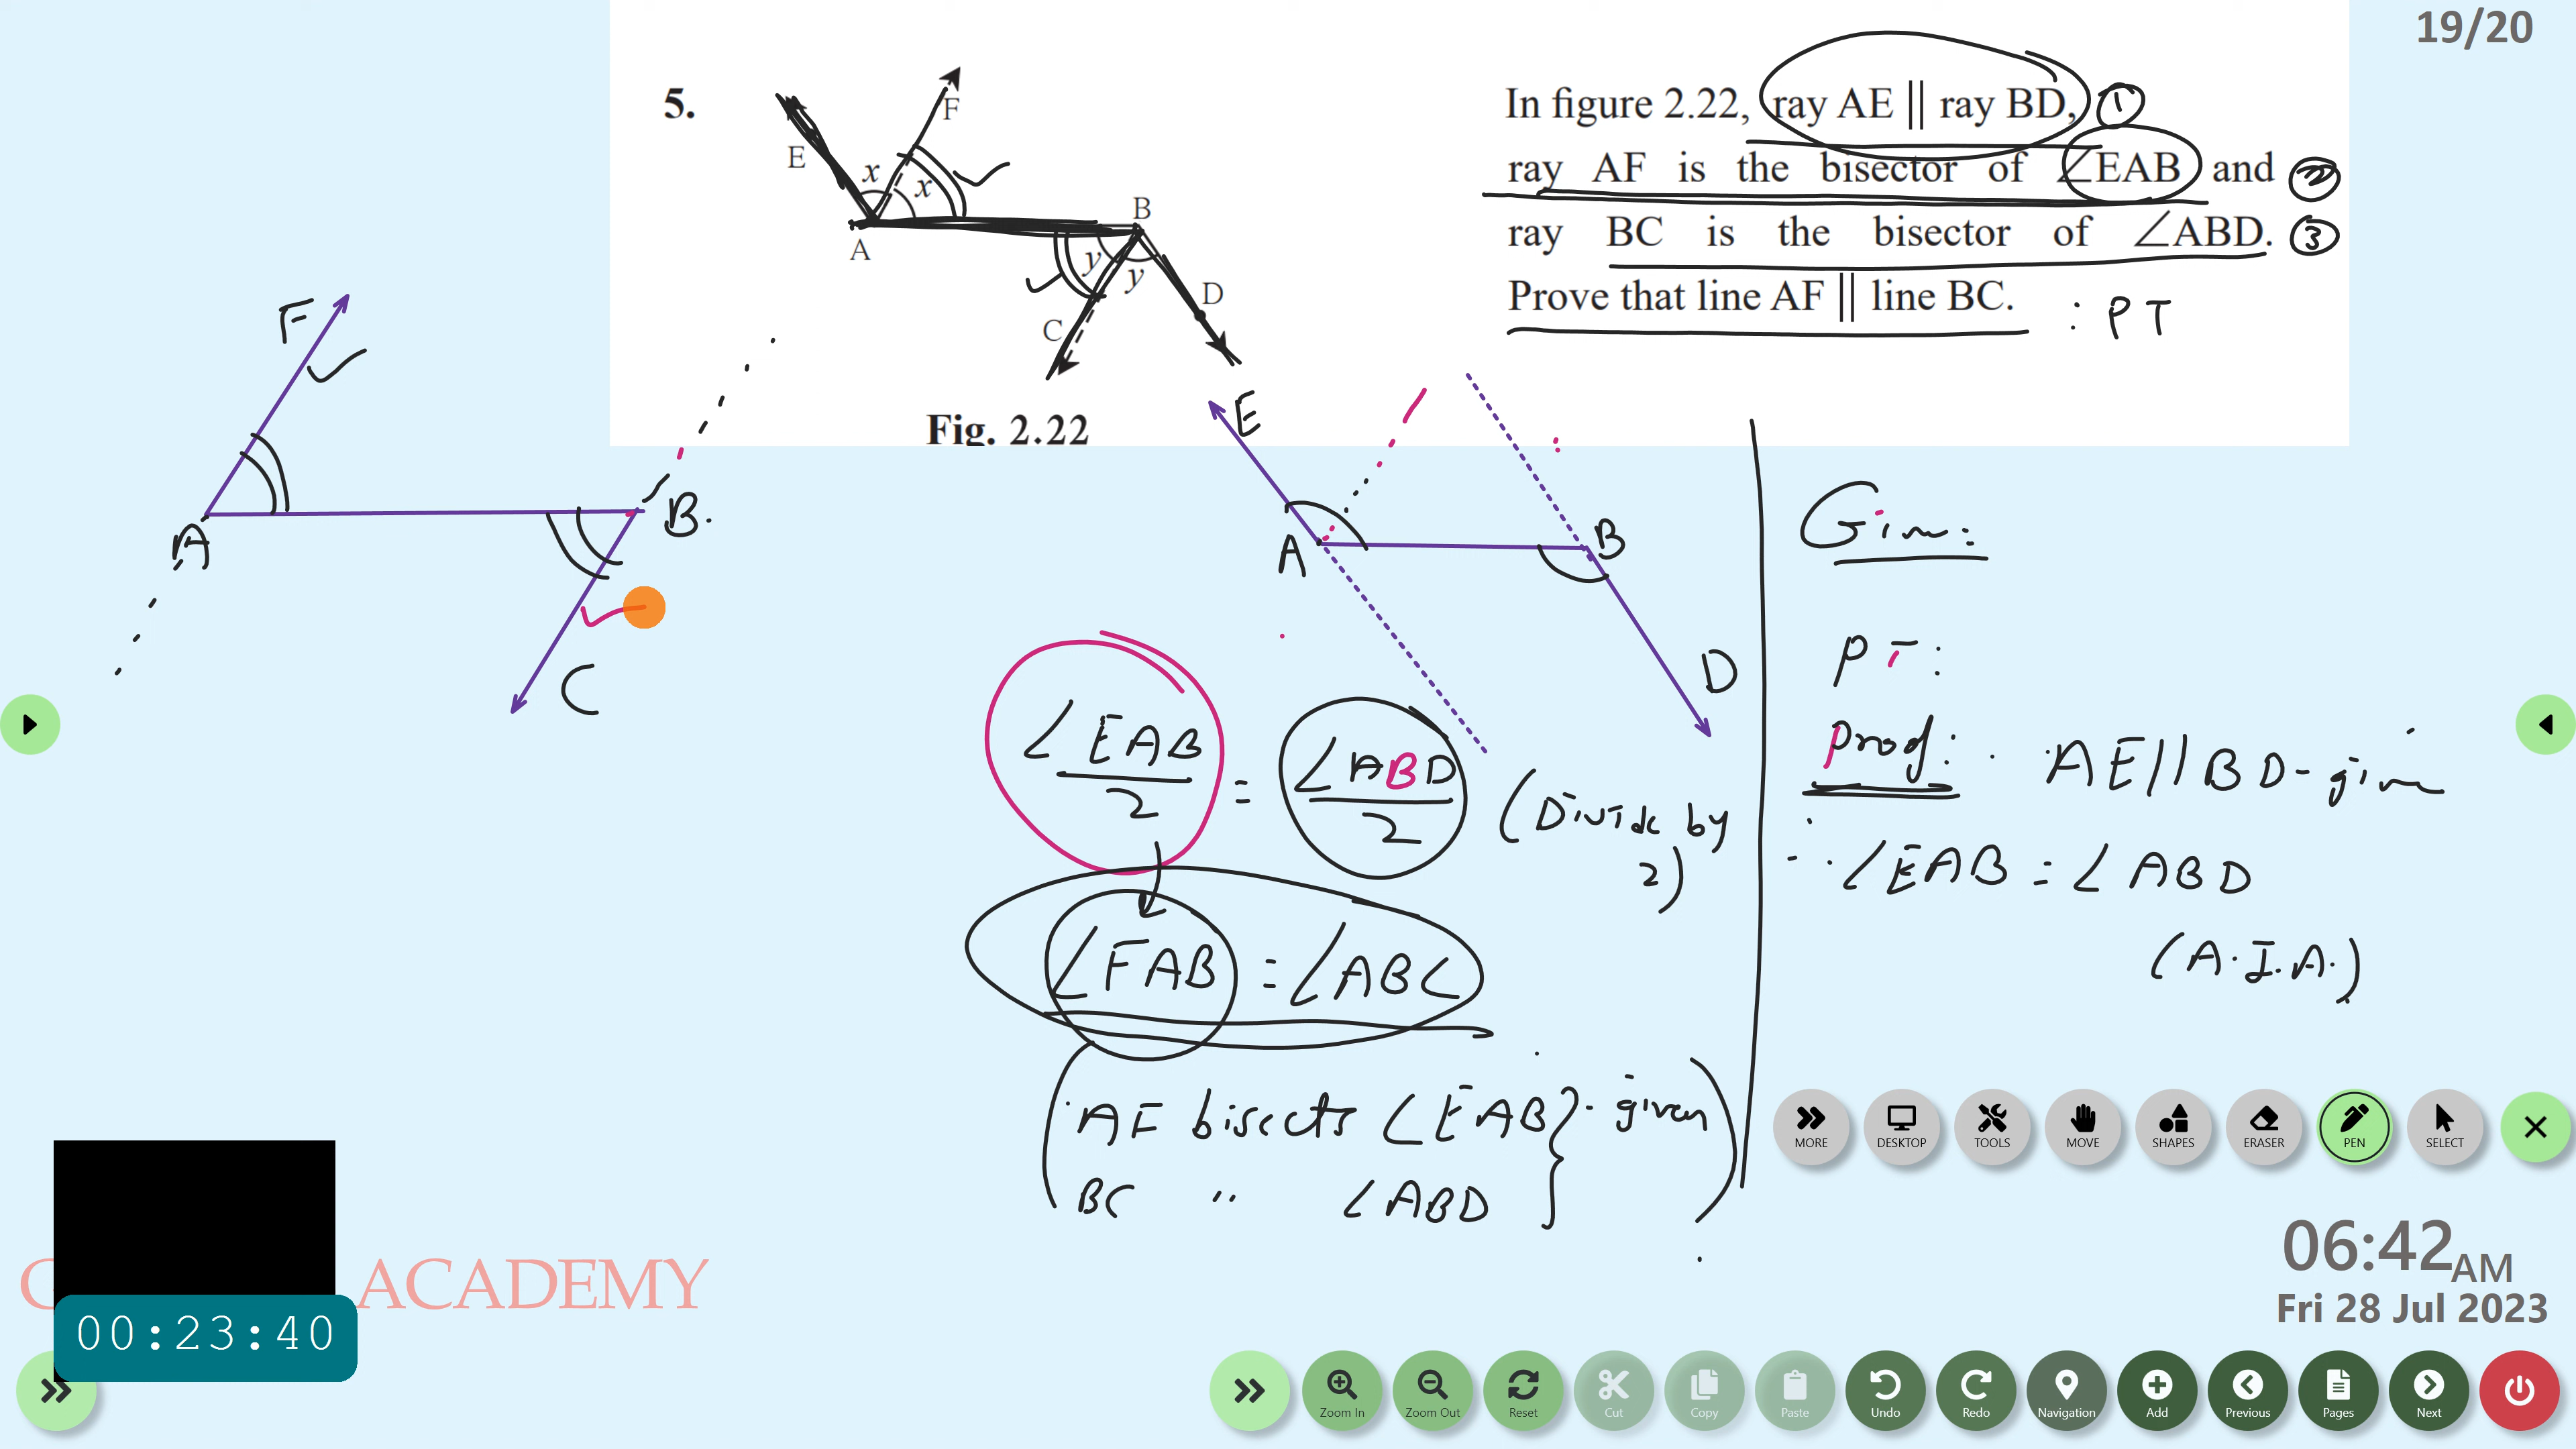 19/20
5.
In figure 2.22, ray AE || ray BD, ①
ray AF is the bisector of ∠EAB and ②
ray BC is the bisector of ∠ABD. ③
Prove that line AF || line BC. : PT
E
F
x
x
A
B
y
y
C
D
Fig. 2.22
F
A
B.
C
E
A
B
D
∠EAB/2 = ∠ABD/2 (Divide by 2)
∠FAB = ∠ABC
(AF bisects ∠EAB} - given)
BC " ∠ABD
Given:
PT:
Proof: AE || BD - given
∴ ∠EAB = ∠ABD
(A.I.A.)
MORE
DESKTOP
TOOLS
MOVE
SHAPES
ERASER
PEN
SELECT
06:42 AM
Fri 28 Jul 2023
ACADEMY
00:23:40
Zoom In
Zoom Out
Reset
Cut
Copy
Paste
Undo
Redo
Navigation
Add
Previous
Pages
Next